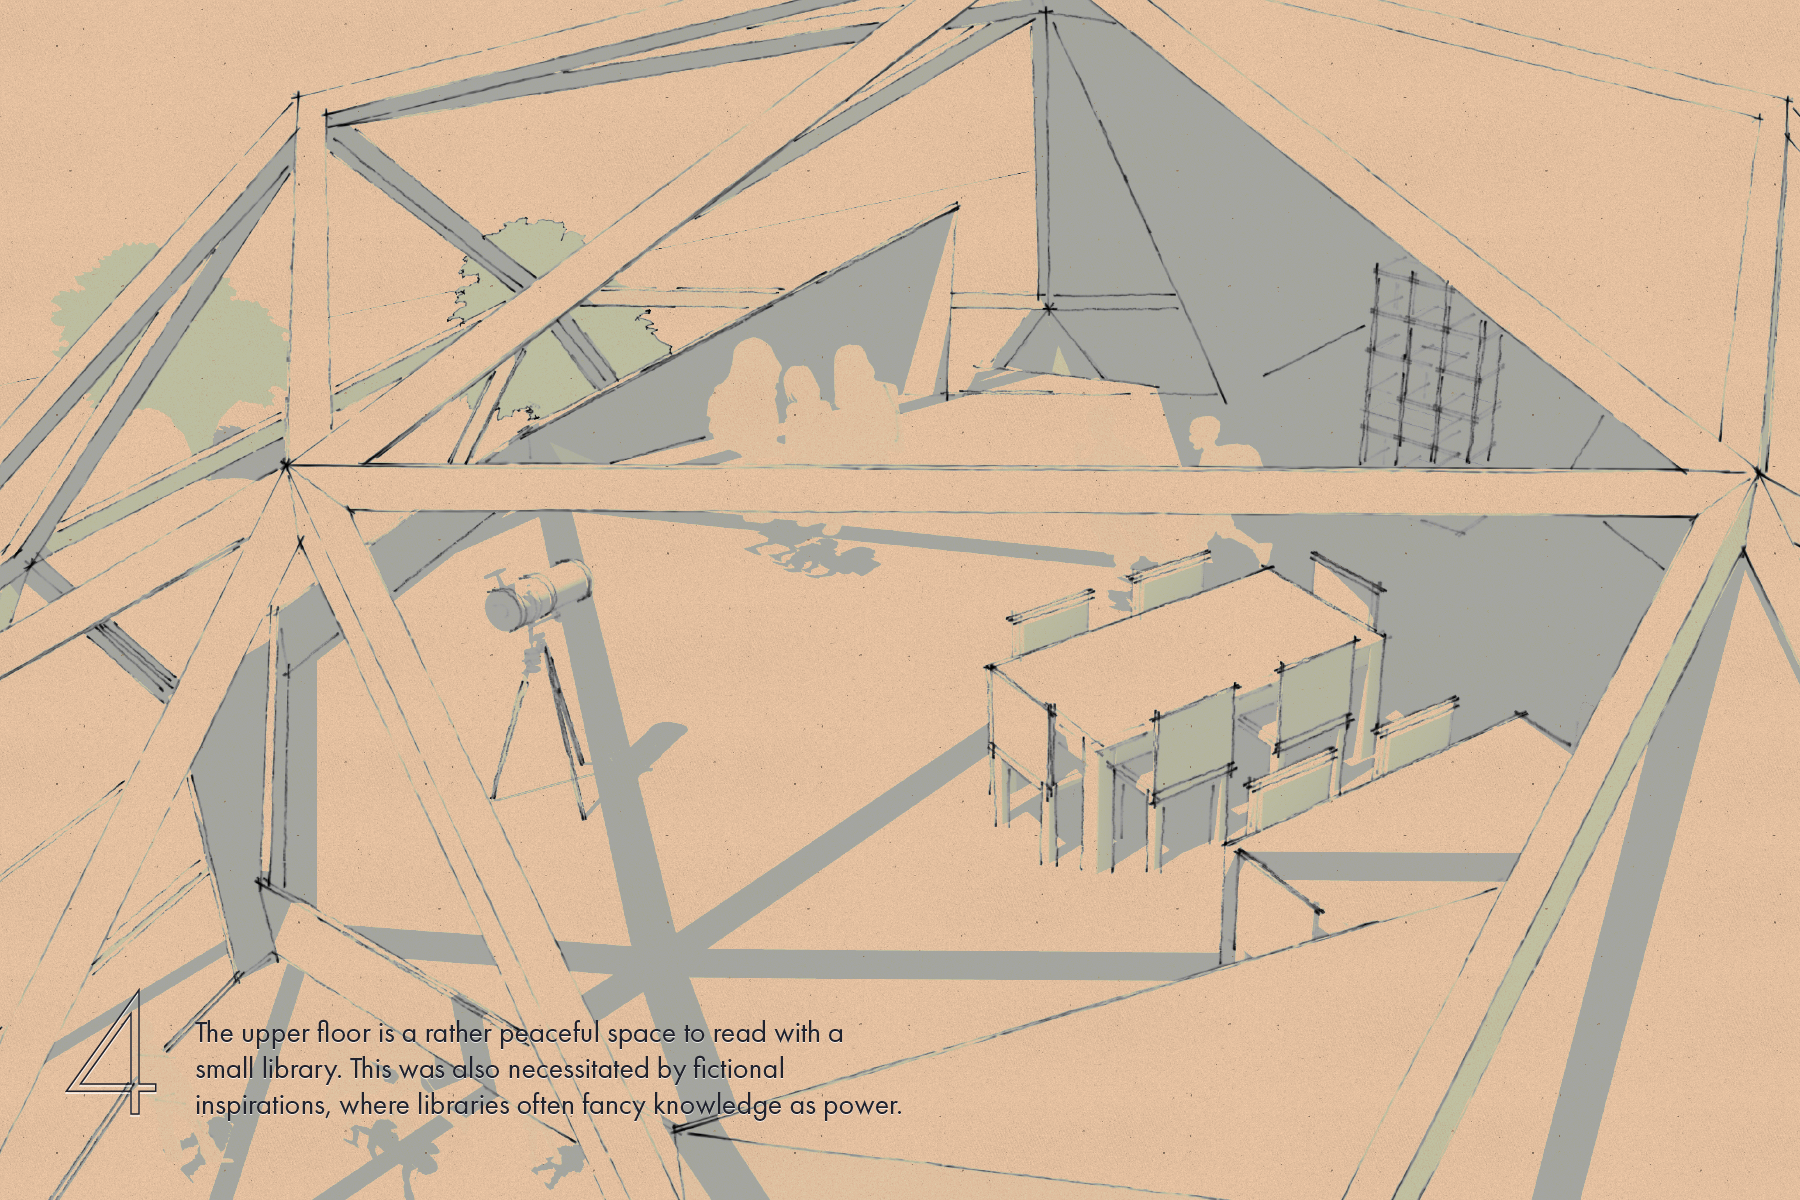 4
The upper floor is a rather peaceful space to read with a
small library. This was also necessitated by fictional
inspirations, where libraries often fancy knowledge as power.